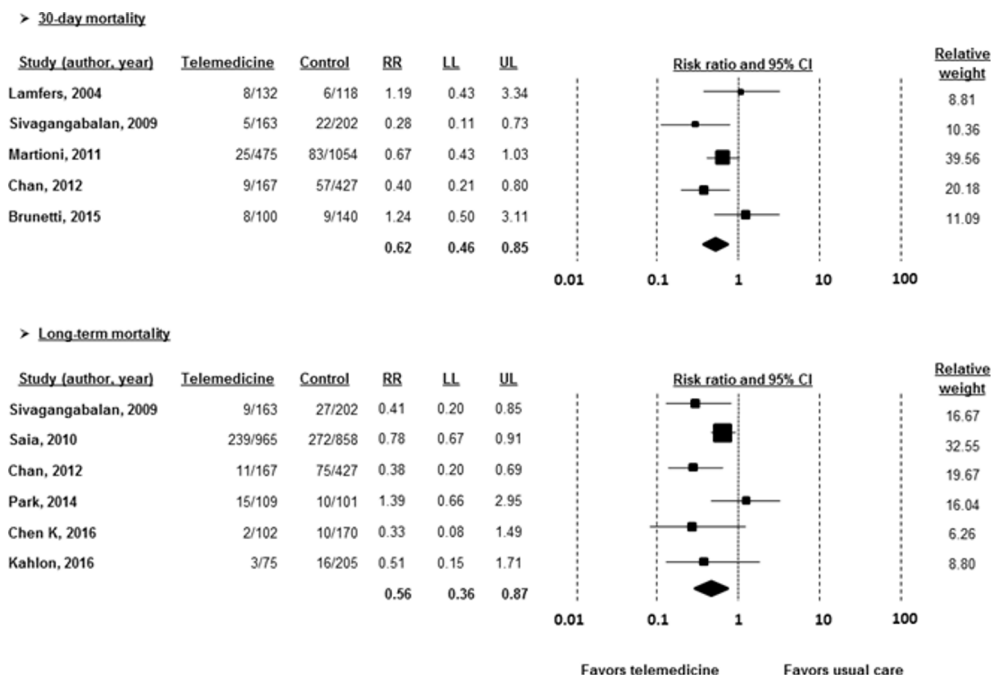 ➤ 30-day mortality
Study (author, year) Telemedicine Control RR LL UL Risk ratio and 95% CI Relative weight
Lamfers, 2004 8/132 6/118 1.19 0.43 3.34 8.81
Sivagangabalan, 2009 5/163 22/202 0.28 0.11 0.73 10.36
Martioni, 2011 25/475 83/1054 0.67 0.43 1.03 39.56
Chan, 2012 9/167 57/427 0.40 0.21 0.80 20.18
Brunetti, 2015 8/100 9/140 1.24 0.50 3.11 11.09
0.62 0.46 0.85
0.01 0.1 1 10 100
➤ Long-term mortality
Study (author, year) Telemedicine Control RR LL UL Risk ratio and 95% CI Relative weight
Sivagangabalan, 2009 9/163 27/202 0.41 0.20 0.85 16.67
Saia, 2010 239/965 272/858 0.78 0.67 0.91 32.55
Chan, 2012 11/167 75/427 0.38 0.20 0.69 19.67
Park, 2014 15/109 10/101 1.39 0.66 2.95 16.04
Chen K, 2016 2/102 10/170 0.33 0.08 1.49 6.26
Kahlon, 2016 3/75 16/205 0.51 0.15 1.71 8.80
0.56 0.36 0.87
0.01 0.1 1 10 100
Favors telemedicine Favors usual care